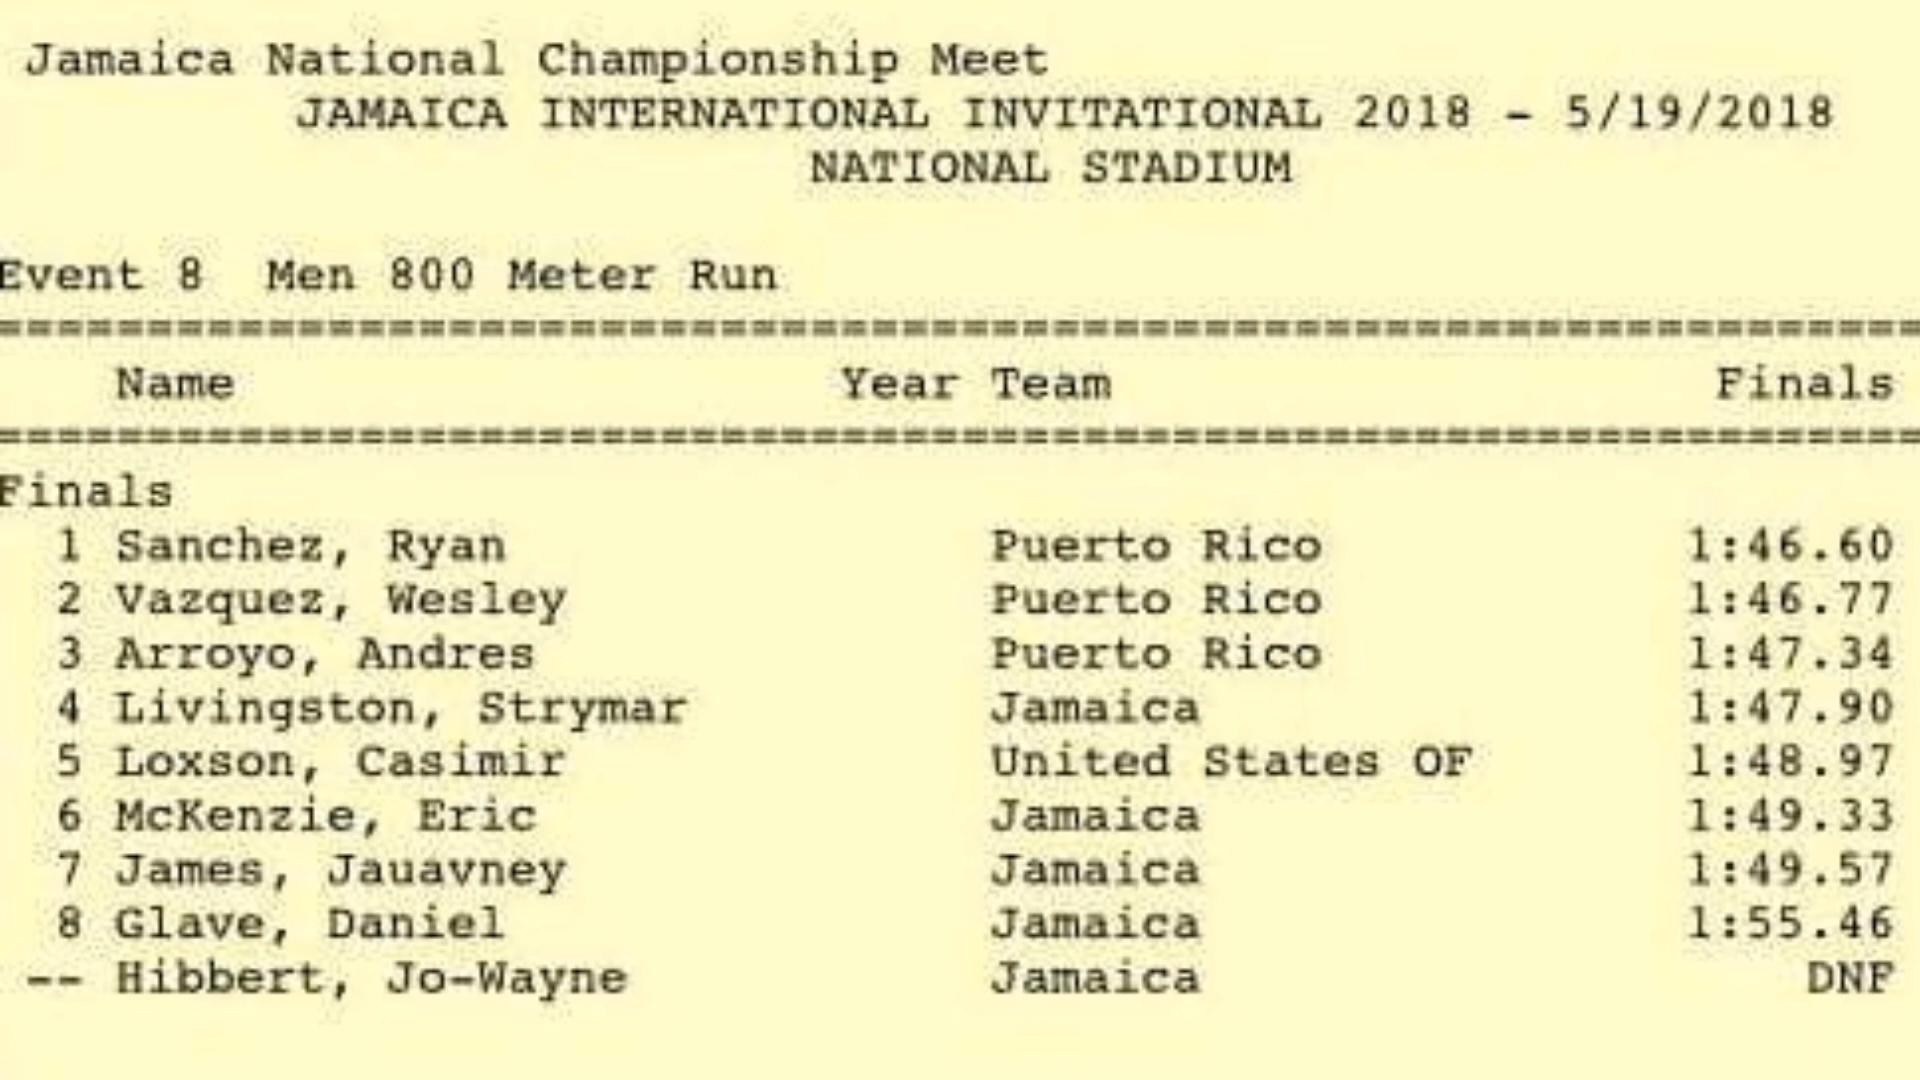 Jamaica National Championship Meet
JAMAICA INTERNATIONAL INVITATIONAL 2018 - 5/19/2018
NATIONAL STADIUM
Event 8 Men 800 Meter Run
================================================================
Name Year Team Finals
================================================================
Finals
1 Sanchez, Ryan Puerto Rico 1:46.60
2 Vazquez, Wesley Puerto Rico 1:46.77
3 Arroyo, Andres Puerto Rico 1:47.34
4 Livingston, Strymar Jamaica 1:47.90
5 Loxson, Casimir United States OF 1:48.97
6 McKenzie, Eric Jamaica 1:49.33
7 James, Jauavney Jamaica 1:49.57
8 Glave, Daniel Jamaica 1:55.46
-- Hibbert, Jo-Wayne Jamaica DNF